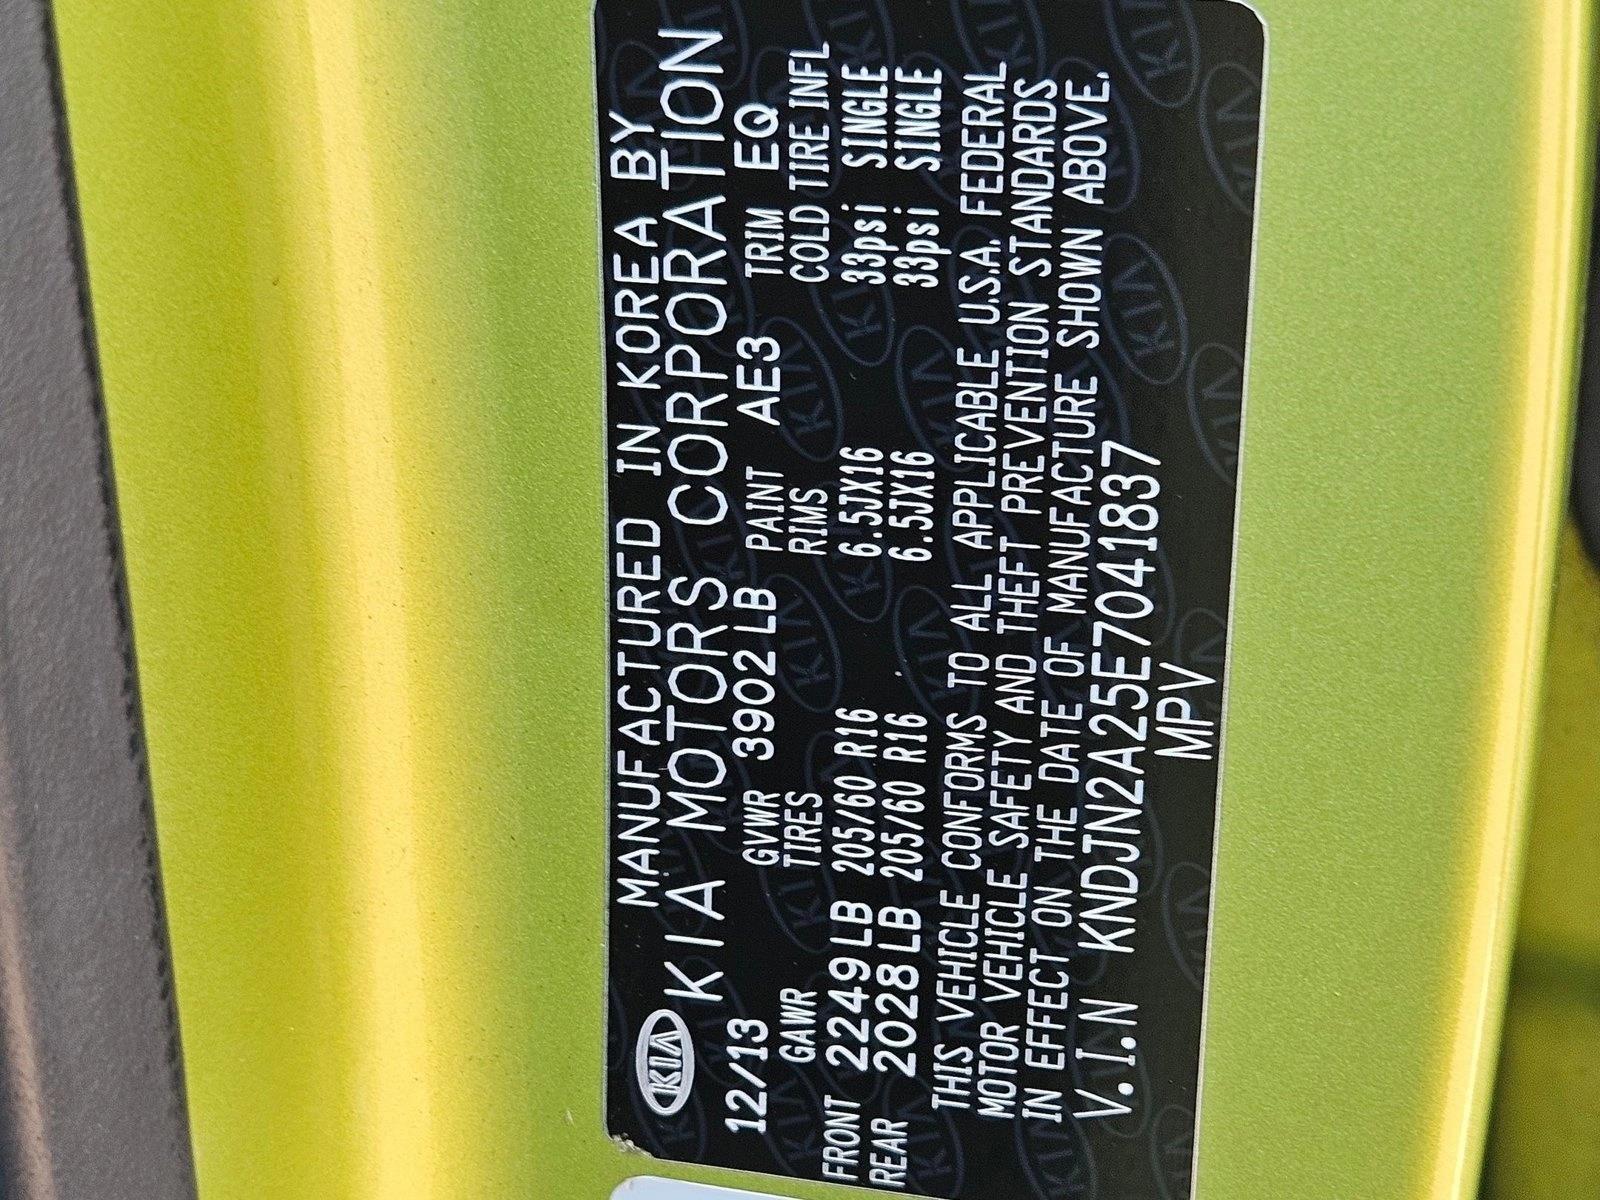 KIA
MANUFACTURED IN KOREA BY
KIA MOTORS CORPORATION
12/13 GVWR 3902LB PAINT AE3 TRIM EQ
GAWR TIRES RIMS COLD TIRE INFL
FRONT 2249LB 205/60 R16 6.5JX16 33psi SINGLE
REAR 2028LB 205/60 R16 6.5JX16 33psi SINGLE
THIS VEHICLE CONFORMS TO ALL APPLICABLE U.S.A. FEDERAL
MOTOR VEHICLE SAFETY AND THEFT PREVENTION STANDARDS
IN EFFECT ON THE DATE OF MANUFACTURE SHOWN ABOVE.
V.I.N KNDJN2A25E7041837
MPV